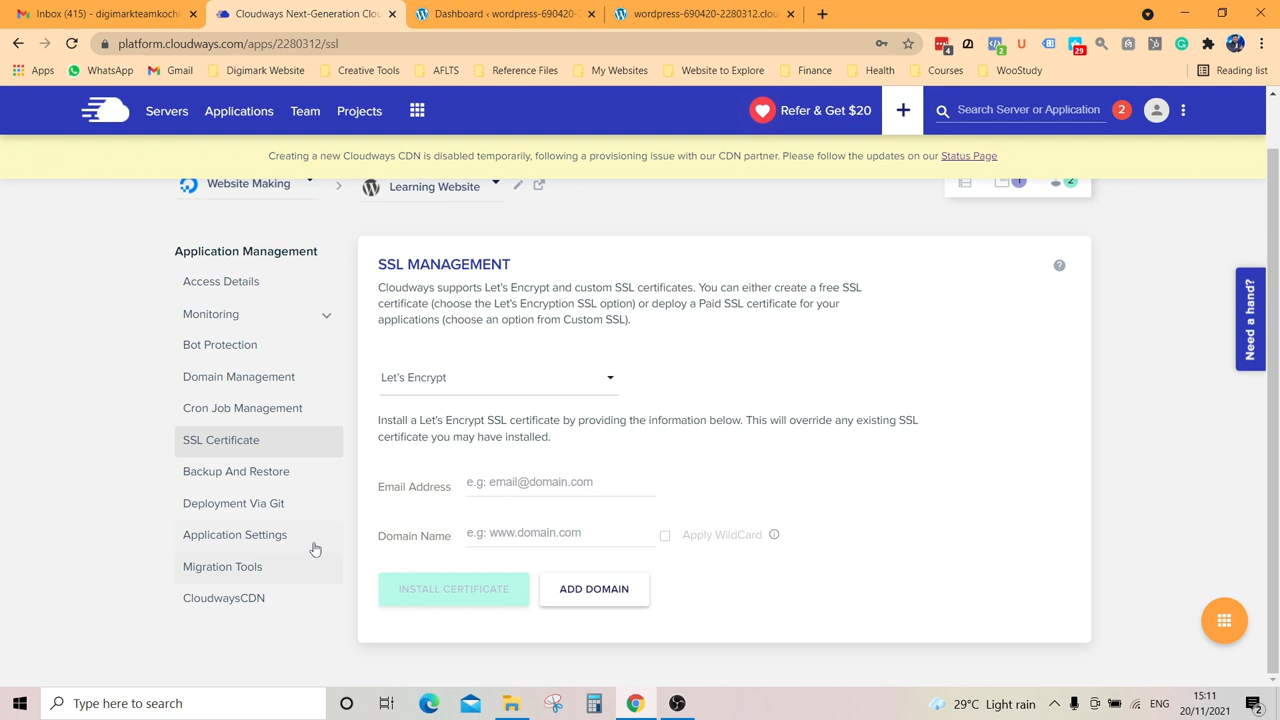 Inbox (415) - digimarkteamkochi
Cloudways Next-Generation Clou
Dashboard ‹ wordpress-690420-2
wordpress-690420-2280312.clou
platform.cloudways.com/apps/2280312/ssl
Apps
WhatsApp
Gmail
Digimark Website
Creative Tools
AFLTS
Reference Files
My Websites
Website to Explore
Finance
Health
Courses
WooStudy
Reading list
Servers
Applications
Team
Projects
Refer & Get $20
+
Search Server or Application
2
Creating a new Cloudways CDN is disabled temporarily, following a provisioning issue with our CDN partner. Please follow the updates on our Status Page
Website Making
Learning Website
Application Management
Access Details
Monitoring
Bot Protection
Domain Management
Cron Job Management
SSL Certificate
Backup And Restore
Deployment Via Git
Application Settings
Migration Tools
CloudwaysCDN
SSL MANAGEMENT
Cloudways supports Let's Encrypt and custom SSL certificates. You can either create a free SSL
certificate (choose the Let's Encryption SSL option) or deploy a Paid SSL certificate for your
applications (choose an option from Custom SSL).
Let's Encrypt
Install a Let's Encrypt SSL certificate by providing the information below. This will override any existing SSL
certificate you may have installed.
Email Address
e.g: email@domain.com
Domain Name
e.g: www.domain.com
Apply WildCard
INSTALL CERTIFICATE
ADD DOMAIN
Need a hand?
Type here to search
29°C Light rain
ENG
15:11
20/11/2021